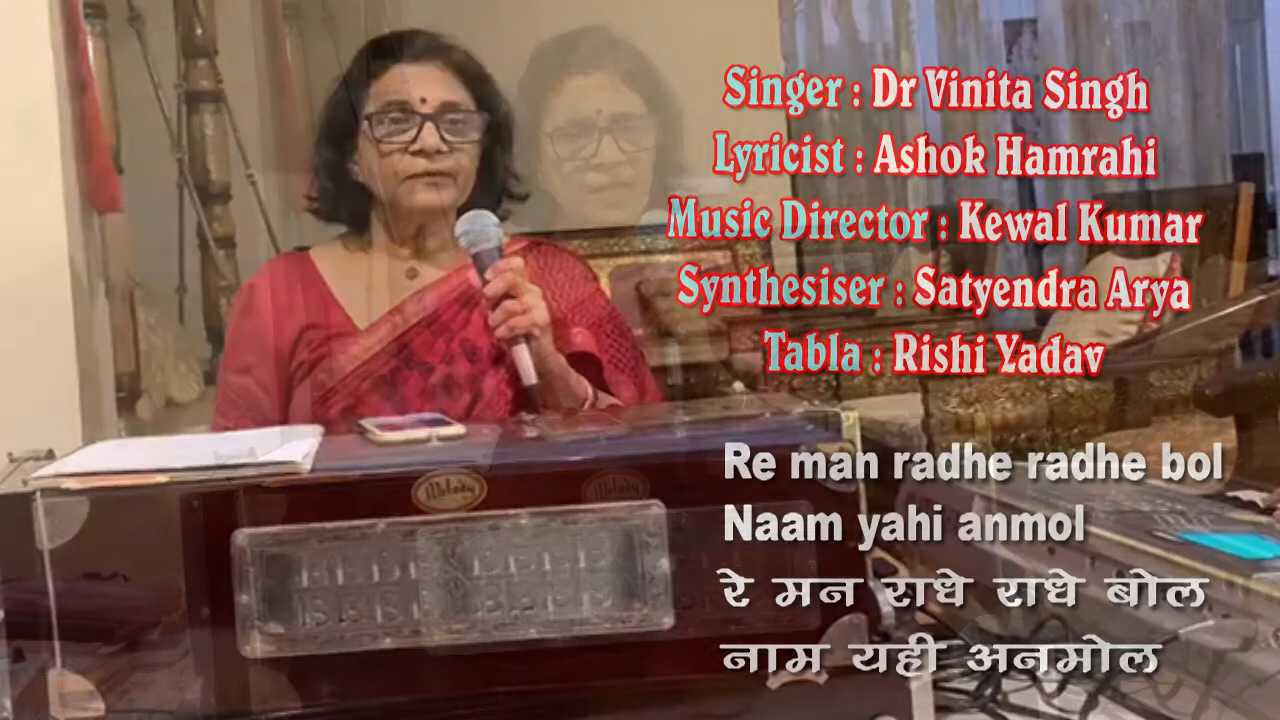 Singer : Dr Vinita Singh
Lyricist : Ashok Hamrahi
Music Director : Kewal Kumar
Synthesiser : Satyendra Arya
Tabla : Rishi Yadav
Re man radhe radhe bol
Naam yahi anmol
रे मन राधे राधे बोल
नाम यही अनमोल
Melody